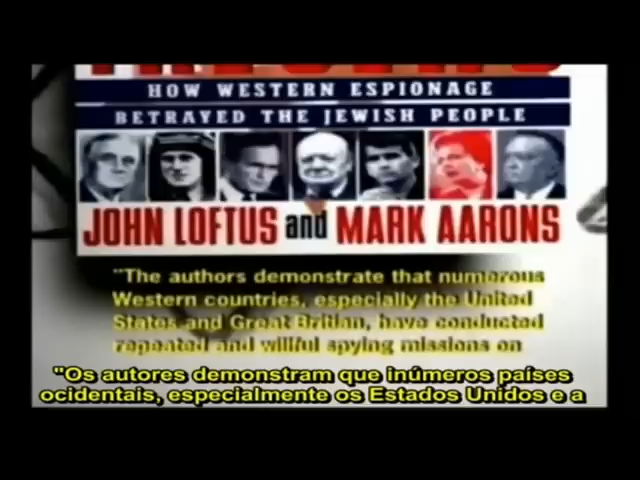 HOW WESTERN ESPIONAGE
BETRAYED THE JEWISH PEOPLE
JOHN LOFTUS and MARK AARONS
"The authors demonstrate that numerous
Western countries, especially the United
States and Great Britian, have conducted
repeated and willful spying missions on
"Os autores demonstram que inúmeros países
ocidentais, especialmente os Estados Unidos e a